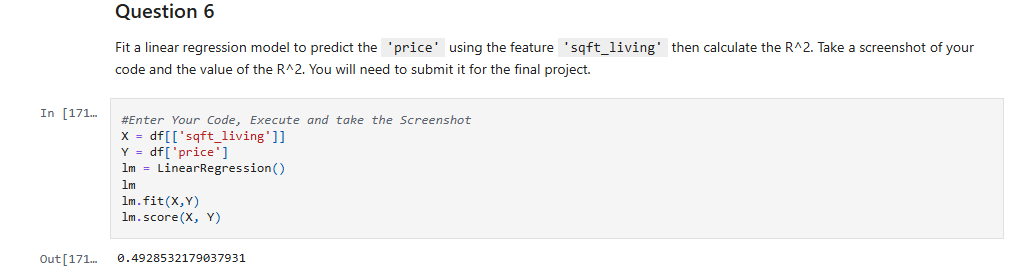 Question 6
Fit a linear regression model to predict the 'price' using the feature 'sqft_living' then calculate the R^2. Take a screenshot of your
code and the value of the R^2. You will need to submit it for the final project.
In [171…
#Enter Your Code, Execute and take the Screenshot
X = df[['sqft_living']]
Y = df['price']
lm = LinearRegression()
lm
lm.fit(X,Y)
lm.score(X, Y)
Out[171… 0.4928532179037931